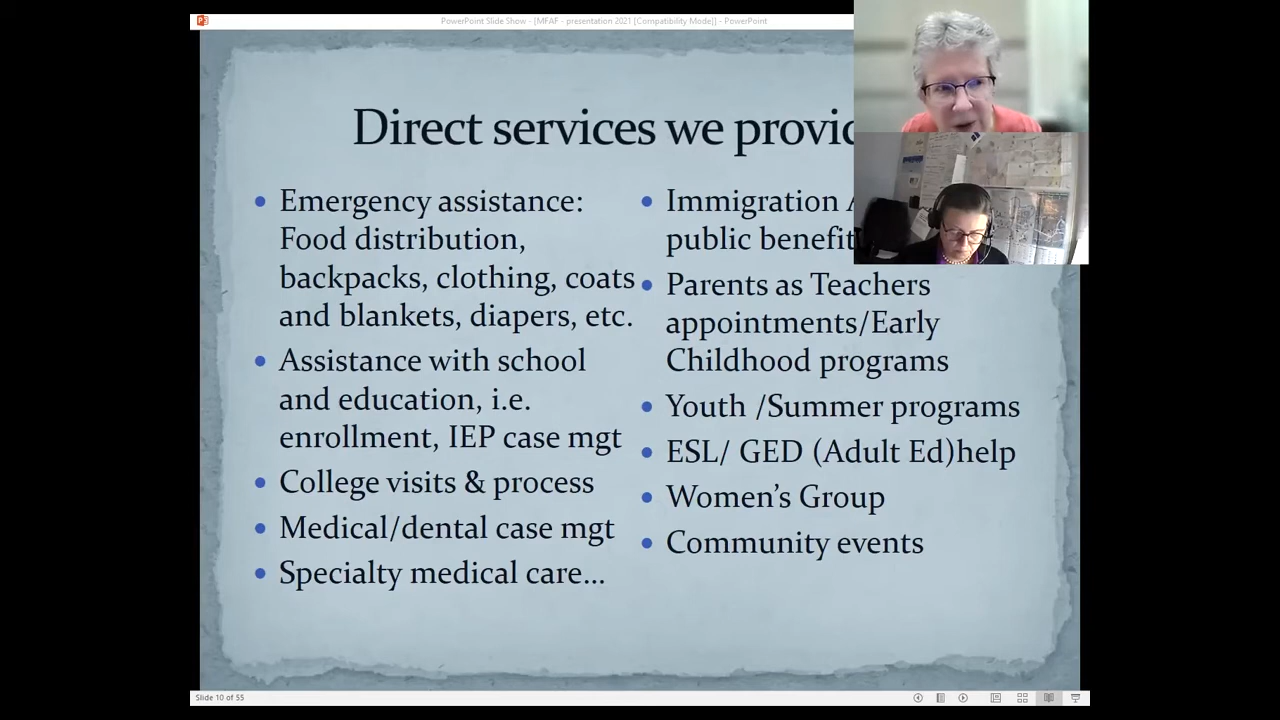 PowerPoint Slide Show - [MFAF - presentation 2021 [Compatibility Mode]] - PowerPoint
Direct services we
Emergency assistance:
Food distribution,
backpacks, clothing, coats
and blankets, diapers, etc.
Assistance with school
and education, i.e.
enrollment, IEP case mgt
College visits & process
Medical/dental case mgt
Specialty medical care...
Immigration
public
Parents as Teachers
appointments/Early
Childhood programs
Youth /Summer programs
ESL/ GED (Adult Ed)help
Women's Group
Community events
Slide 10 of 55